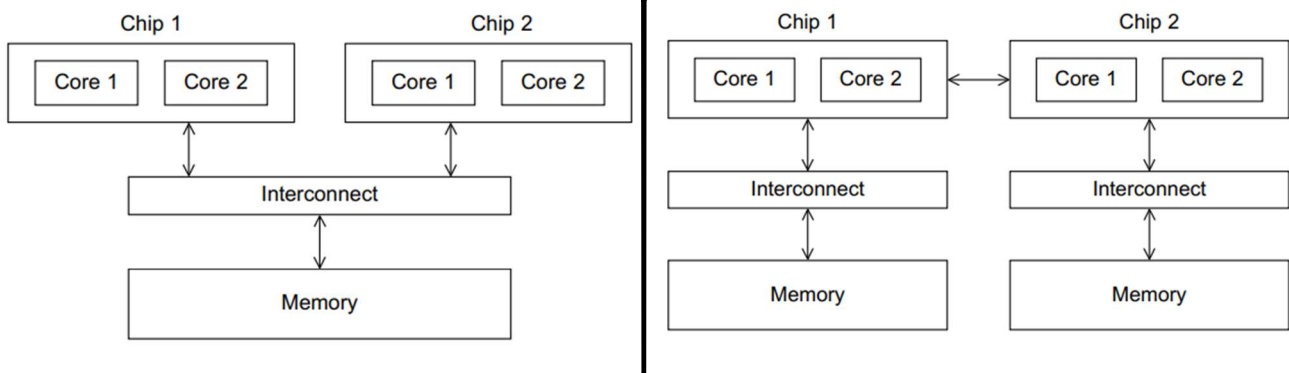 Chip 1
Chip 2
Core 1
Core 2
Core 1
Core 2
Interconnect
Memory
Chip 1
Chip 2
Core 1
Core 2
Core 1
Core 2
Interconnect
Interconnect
Memory
Memory